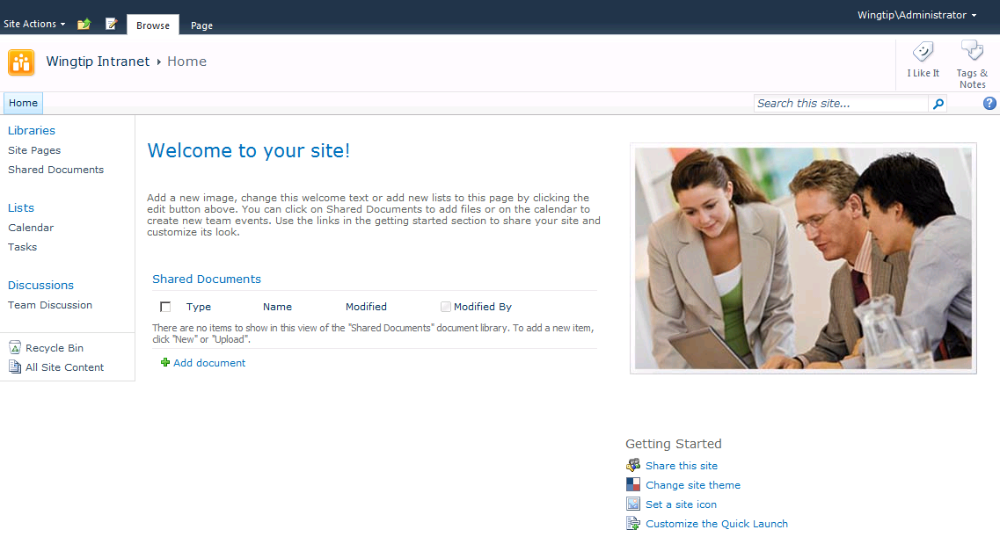 Site Actions
Browse
Page
Wingtip\Administrator
Wingtip Intranet
Home
I Like It
Tags &
Notes
Home
Search this site...
Libraries
Site Pages
Shared Documents
Lists
Calendar
Tasks
Discussions
Team Discussion
Recycle Bin
All Site Content
Welcome to your site!
Add a new image, change this welcome text or add new lists to this page by clicking the
edit button above. You can click on Shared Documents to add files or on the calendar to
create new team events. Use the links in the getting started section to share your site and
customize its look.
Shared Documents
Type Name Modified Modified By
There are no items to show in this view of the "Shared Documents" document library. To add a new item,
click "New" or "Upload".
Add document
Getting Started
Share this site
Change site theme
Set a site icon
Customize the Quick Launch